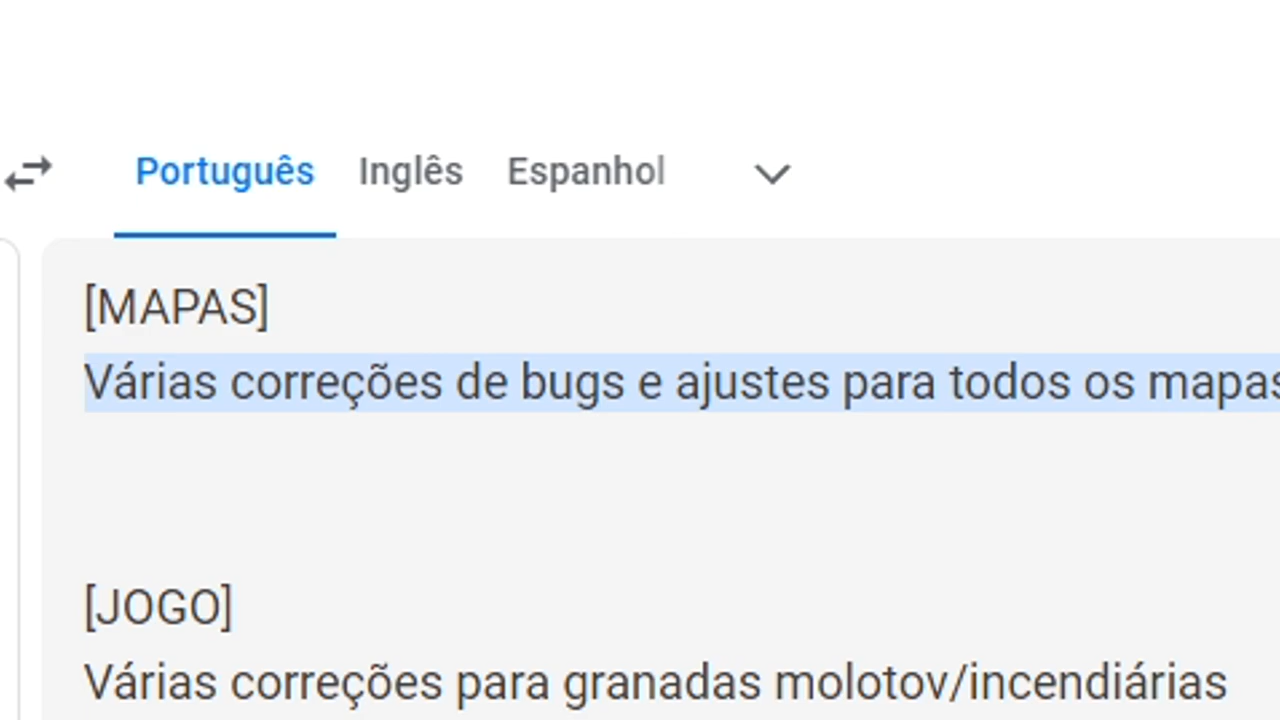 Português Inglês Espanhol
[MAPAS]
Várias correções de bugs e ajustes para todos os mapas
[JOGO]
Várias correções para granadas molotov/incendiárias